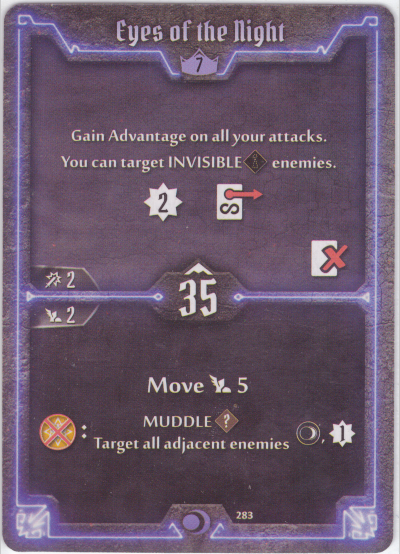 Eyes of the Night
7
Gain Advantage on all your attacks.
You can target INVISIBLE enemies.
2
2
35
2
Move 5
MUDDLE ?
: Target all adjacent enemies , 1
283